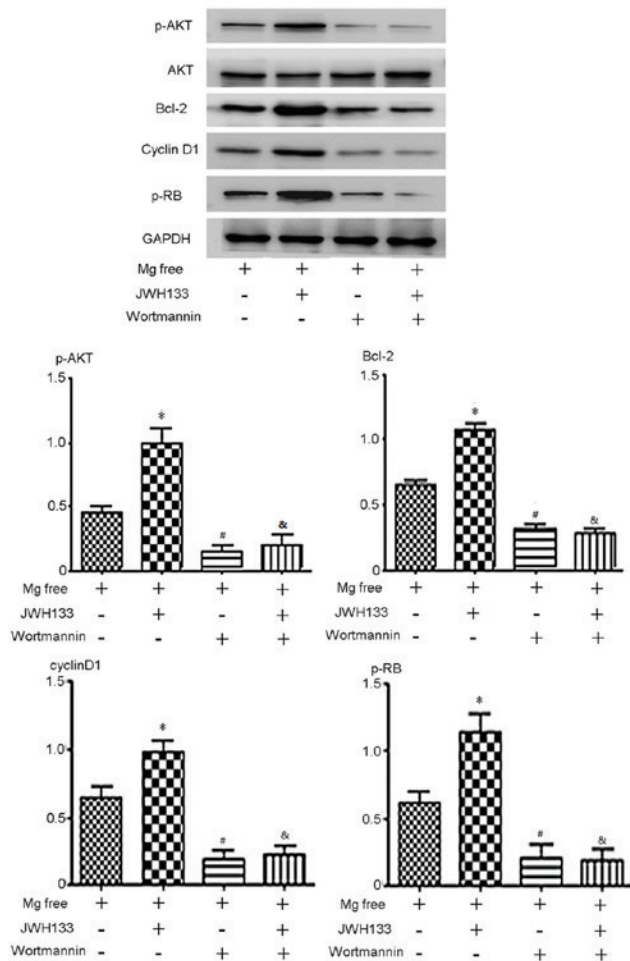 p-AKT
AKT
Bcl-2
Cyclin D1
p-RB
GAPDH
Mg free + + + +
JWH133 - + - +
Wortmannin - - + +
p-AKT
1.5
1.0
0.5
0
* # &
Mg free + + + +
JWH133 - + - +
Wortmannin - - + +
Bcl-2
1.5
1.0
0.5
0
* # &
Mg free + + + +
JWH133 - + - +
Wortmannin - - + +
cyclinD1
1.5
1.0
0.5
0
* # &
Mg free + + + +
JWH133 - + - +
Wortmannin - - + +
p-RB
1.5
1.0
0.5
0
* # &
Mg free + + + +
JWH133 - + - +
Wortmannin - - + +